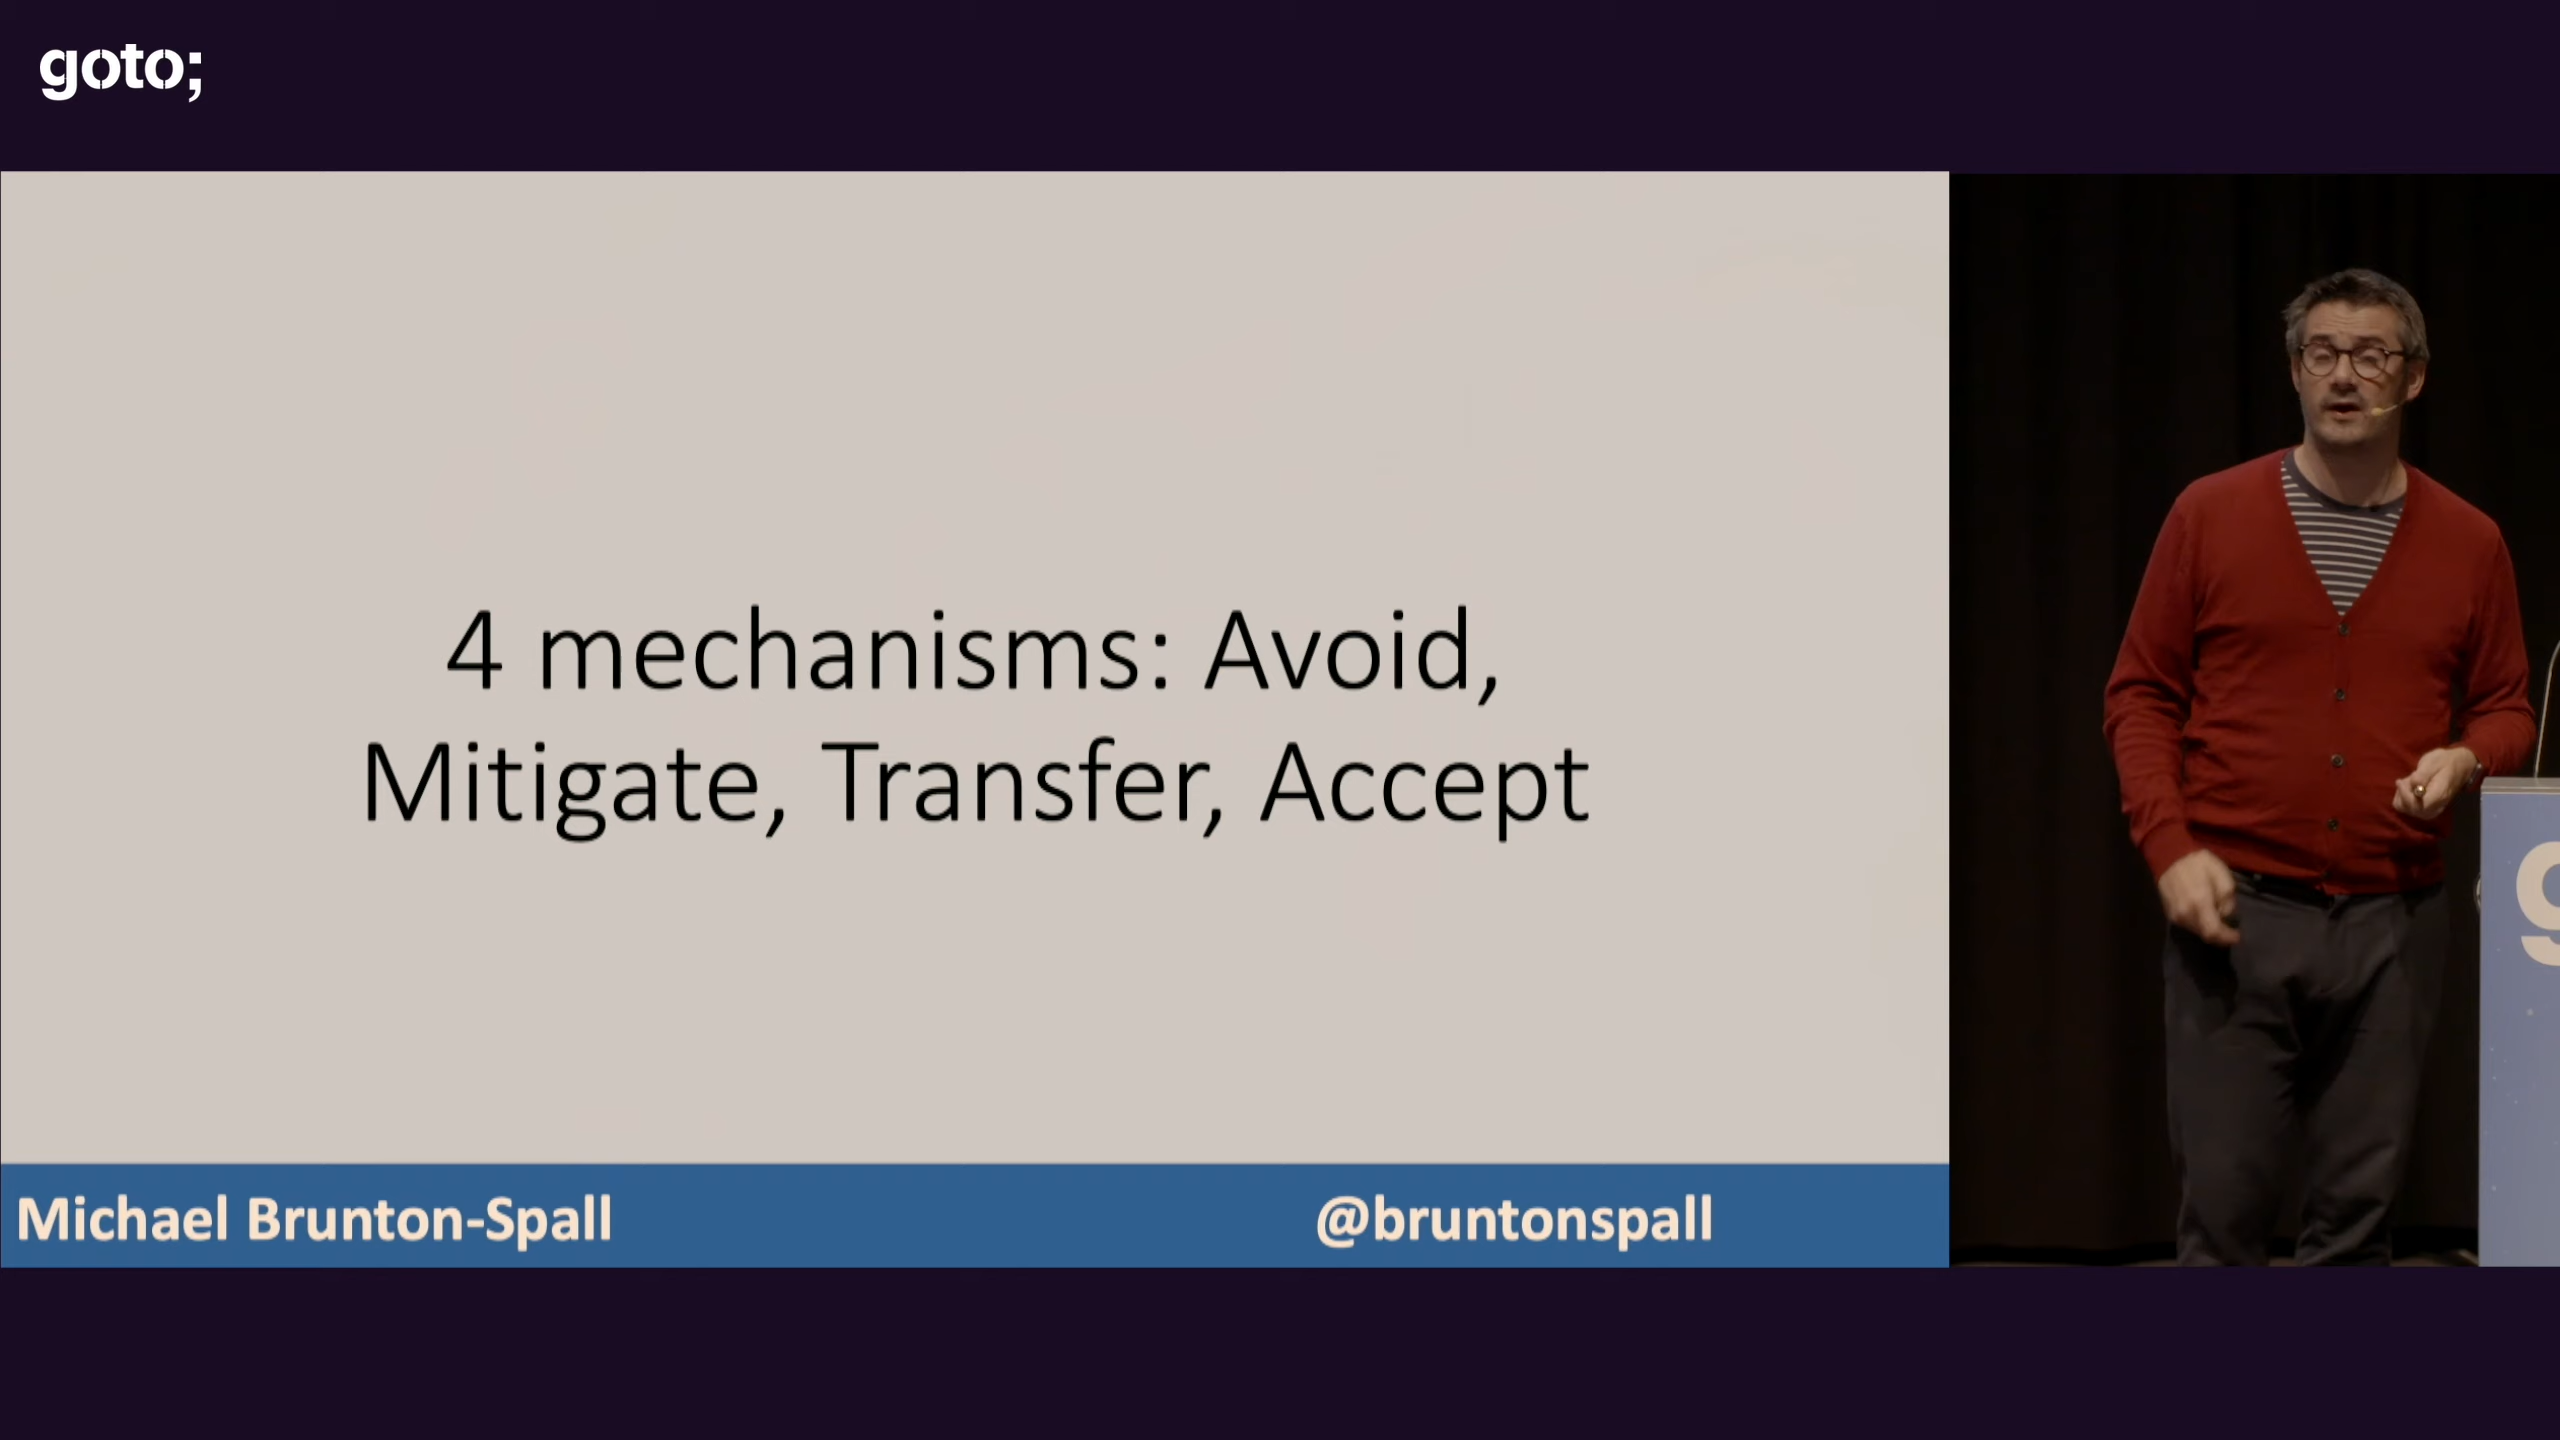 goto;
4 mechanisms: Avoid,
Mitigate, Transfer, Accept
Michael Brunton-Spall
@bruntonspall
g